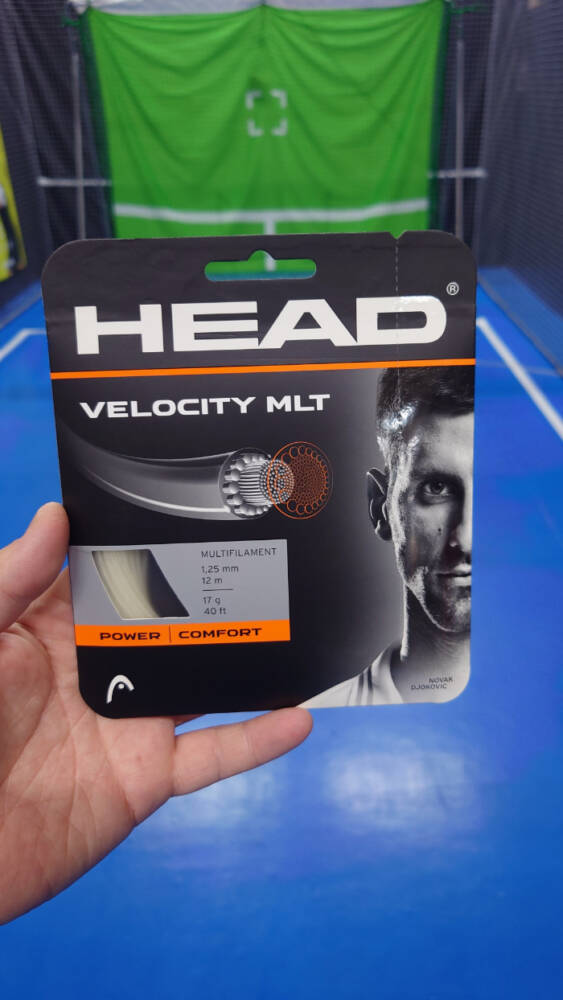 HEAD®
VELOCITY MLT
MULTIFILAMENT
1,25 mm
12 m
17 g
40 ft
POWER | COMFORT
NOVAK
DJOKOVIC